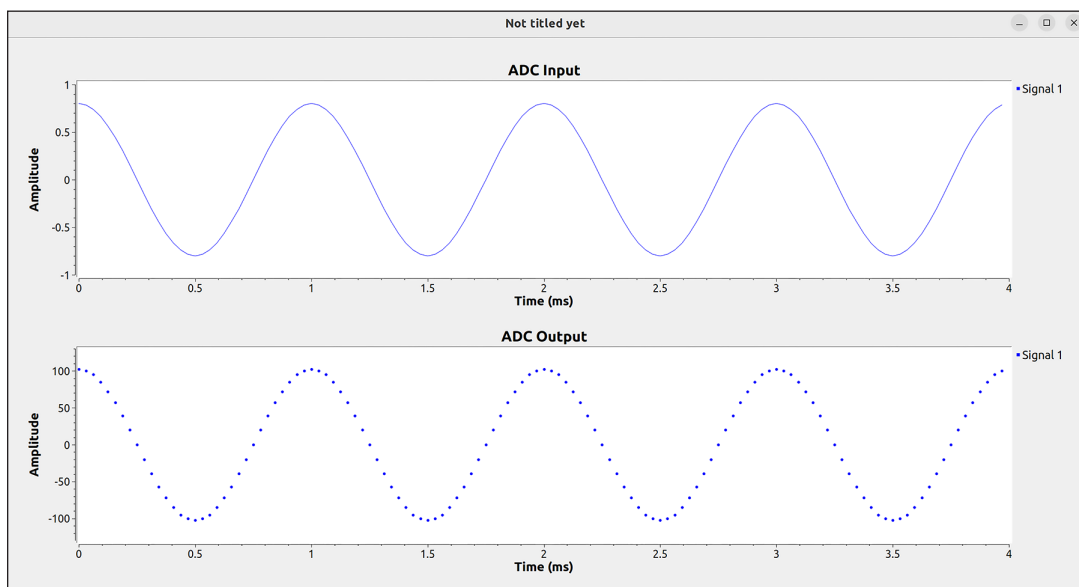 Not titled yet
ADC Input
Signal 1
Amplitude
1
0.5
0
-0.5
-1
0 0.5 1 1.5 2 2.5 3 3.5 4
Time (ms)
ADC Output
Signal 1
Amplitude
100
50
0
-50
-100
0 0.5 1 1.5 2 2.5 3 3.5 4
Time (ms)